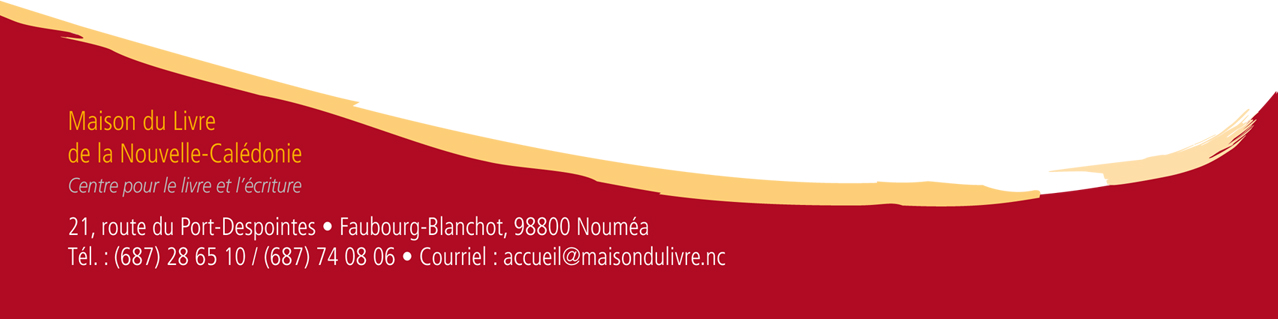 Maison du Livre
de la Nouvelle-Calédonie
Centre pour le livre et l'écriture
21, route du Port-Despointes • Faubourg-Blanchot, 98800 Nouméa
Tél. : (687) 28 65 10 / (687) 74 08 06 • Courriel : accueil@maisondulivre.nc